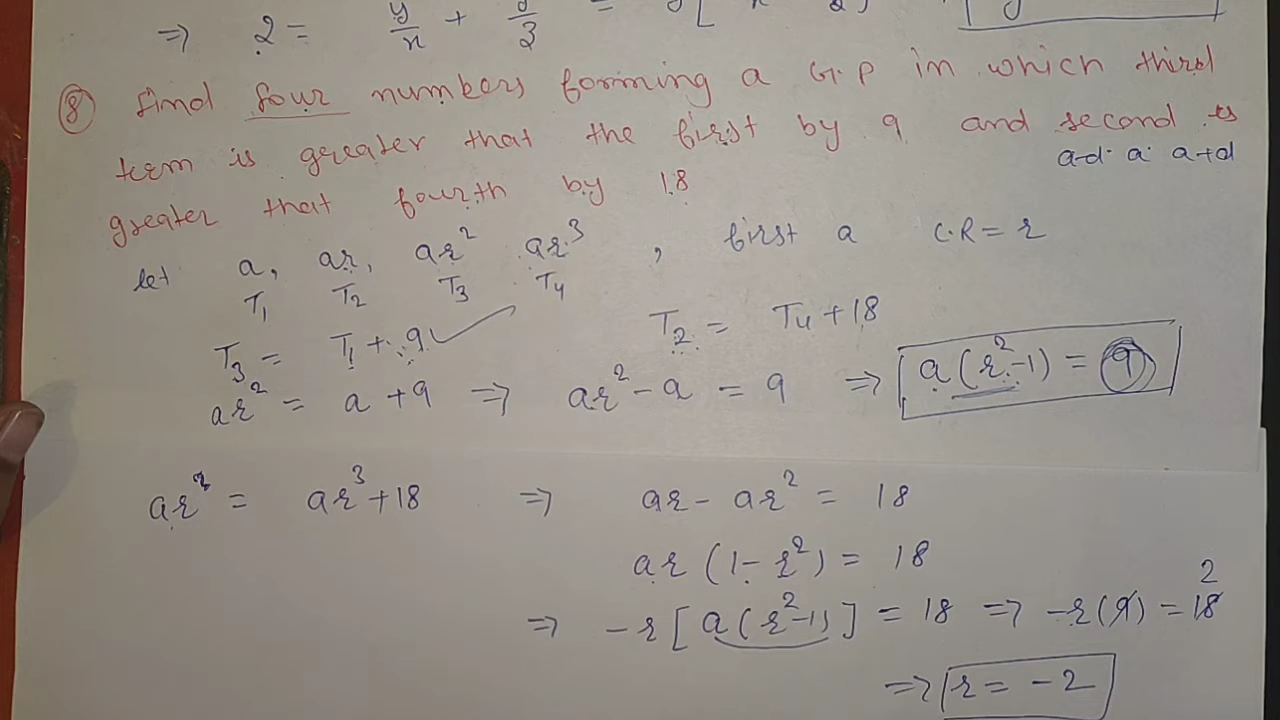 ⇒ 2 = y/x + y/3 =
⑧ Find four numbers forming a G.P in which third
term is greater that the first by 9 and second is
a-d. a. a+d
greater that fourth by 18
let a, ar, ar², ar³, first a C.R = r
T₁ T₂ T₃ T₄
T₃ = T₁ + 9 ✓ T₂ = T₄ + 18
ar² = a + 9 ⇒ ar² - a = 9 ⇒ a(r²-1) = 9
ar² = ar³ + 18 ⇒ ar - ar² = 18
ar (1 - r²) = 18
⇒ -r[a(r²-1)] = 18 ⇒ -r(9) = 18 2
⇒ r = -2